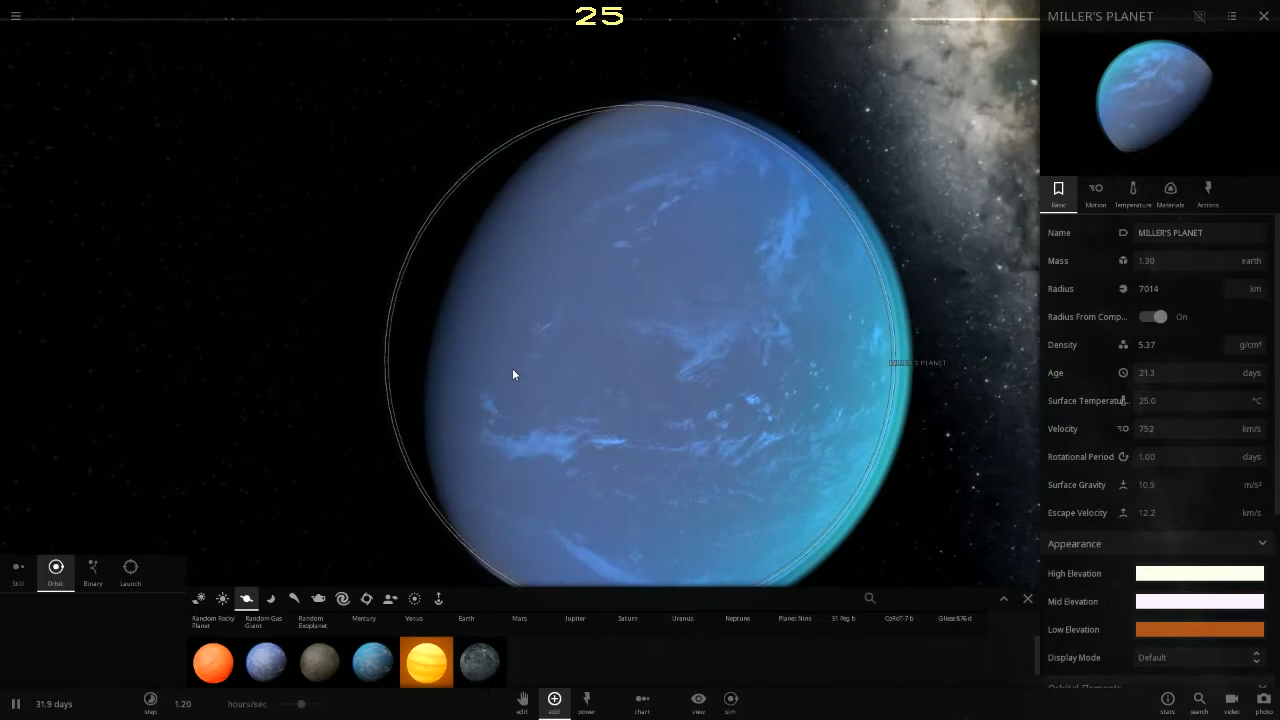 25
MILLER'S PLANET
MILLER'S PLANET
Basic Motion Temperature Materials Actions
Name MILLER'S PLANET
Mass 1.30 earth
Radius 7014 km
Radius From Comp... On
Density 5.37 g/cm³
Age 21.3 days
Surface Temperatu... 25.0 °C
Velocity 752 km/s
Rotational Period 1.00 days
Surface Gravity 10.5 m/s²
Escape Velocity 12.2 km/s
Appearance
High Elevation
Mid Elevation
Low Elevation
Display Mode Default
Orbital Elements
Still Orbit Binary Launch
Random Rocky Planet
Random Gas Giant
Random Exoplanet
Mercury
Venus
Earth
Mars
Jupiter
Saturn
Uranus
Neptune
Planet Nine
51 Peg b
CoRoT-7 b
Gliese 876 d
31.9 days
step
1.20 hours/sec
edit add power chart view sim
stats search video photo